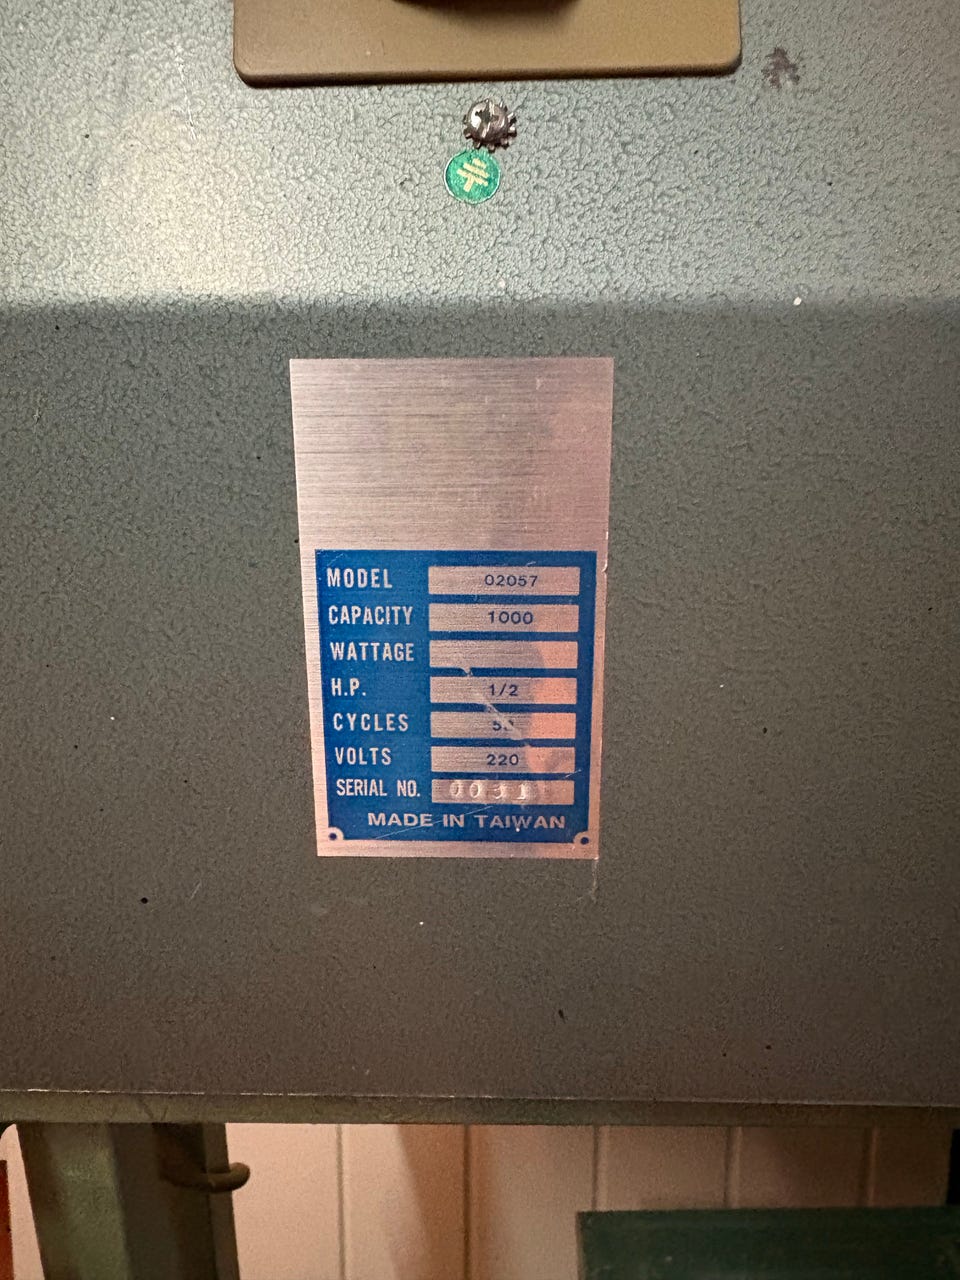 MODEL 02057
CAPACITY 1000
WATTAGE
H.P. 1/2
CYCLES
VOLTS 220
SERIAL NO.
MADE IN TAIWAN